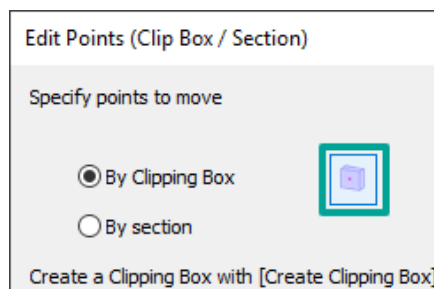 Edit Points (Clip Box / Section)
Specify points to move
By Clipping Box
By section
Create a Clipping Box with [Create Clipping Box]